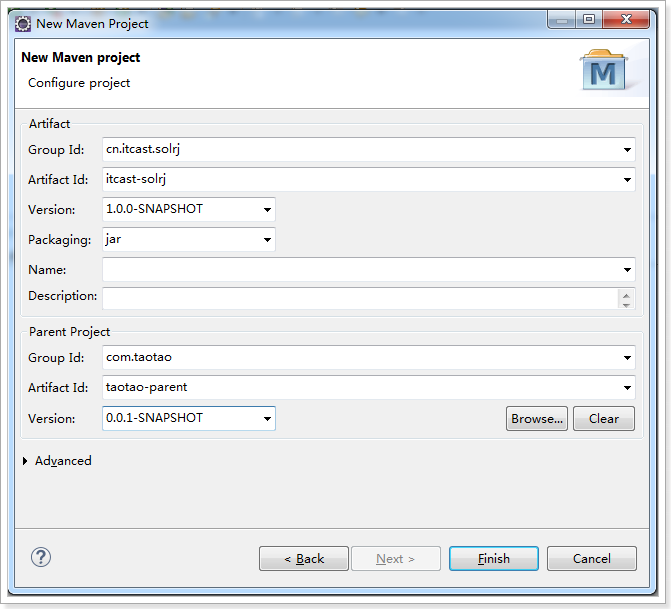 New Maven Project
New Maven project
Configure project
M
Artifact
Group Id: cn.itcast.solrj
Artifact Id: itcast-solrj
Version: 1.0.0-SNAPSHOT
Packaging: jar
Name:
Description:
Parent Project
Group Id: com.taotao
Artifact Id: taotao-parent
Version: 0.0.1-SNAPSHOT Browse... Clear
Advanced
? < Back Next > Finish Cancel